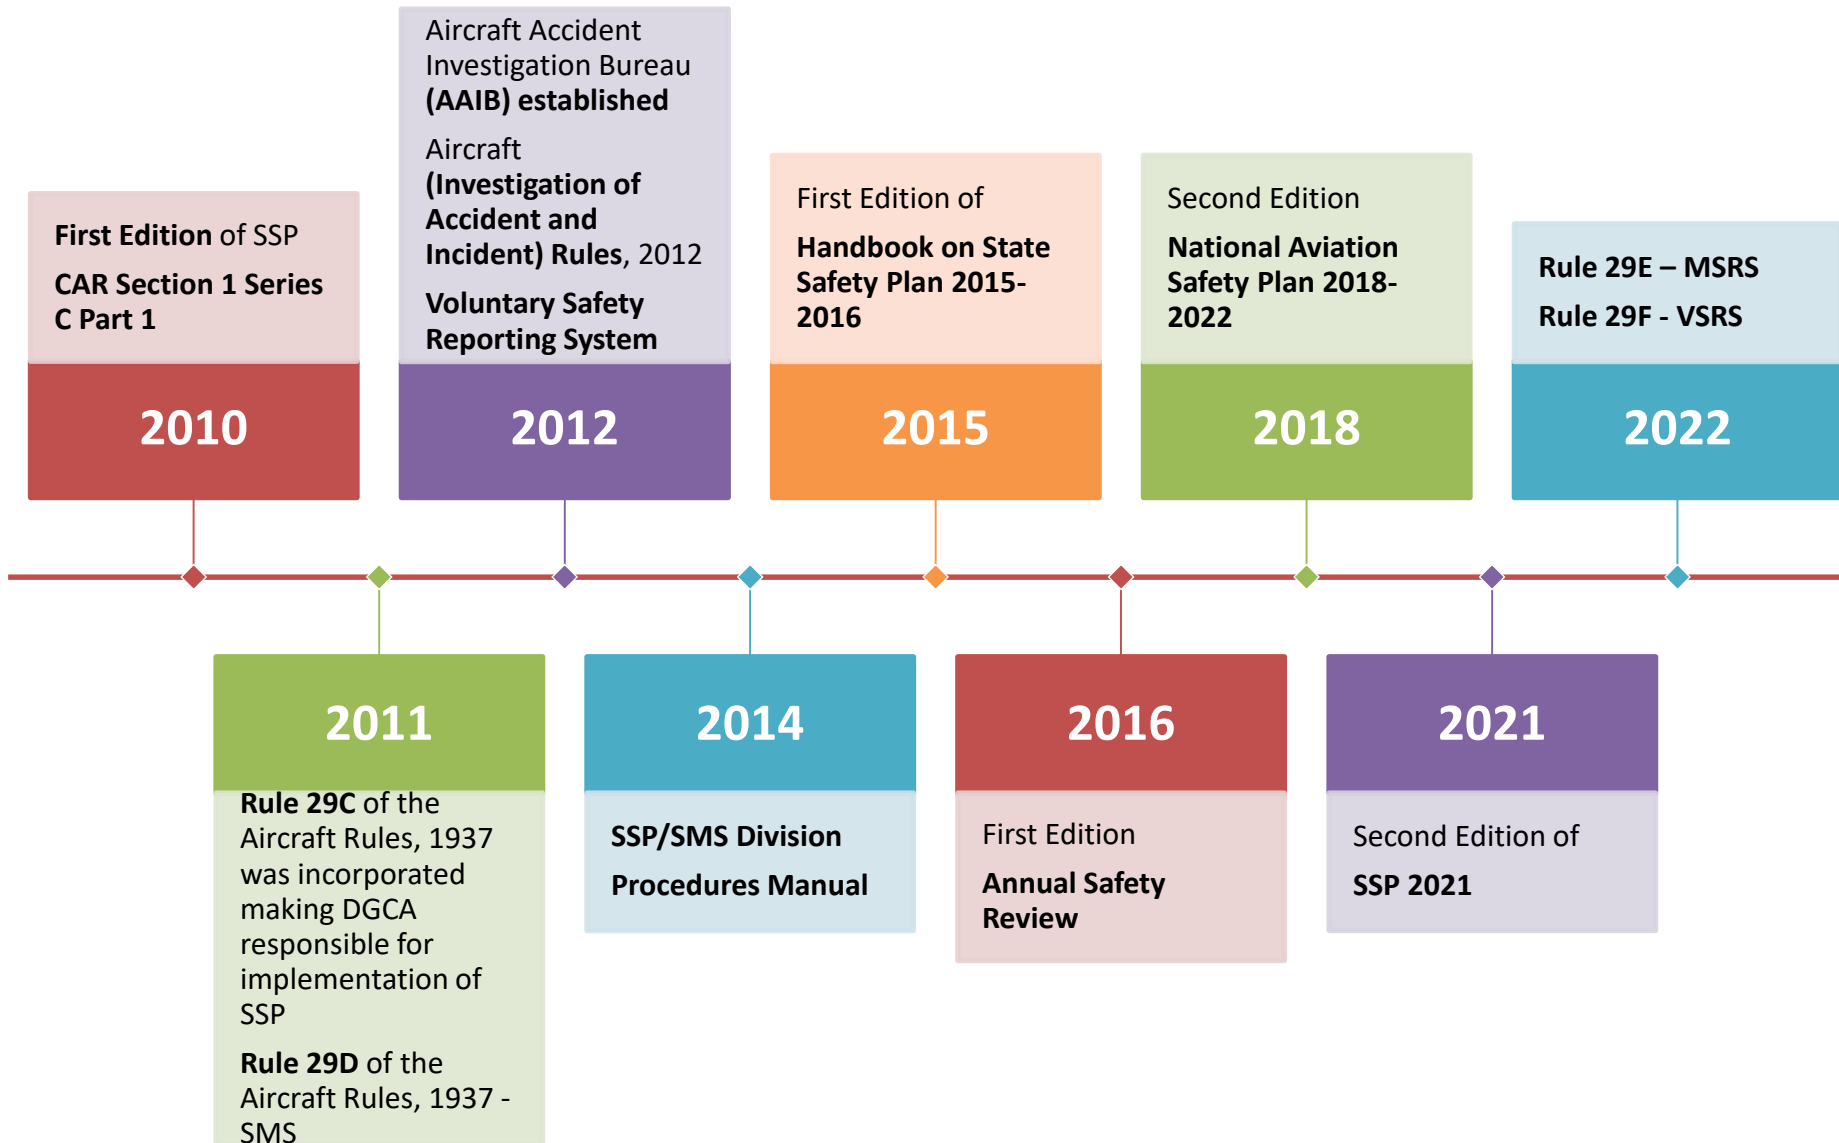 First Edition of SSP
CAR Section 1 Series
C Part 1
2010
Aircraft Accident
Investigation Bureau
(AAIB) established
Aircraft
(Investigation of
Accident and
Incident) Rules, 2012
Voluntary Safety
Reporting System
2012
First Edition of
Handbook on State
Safety Plan 2015-
2016
2015
Second Edition
National Aviation
Safety Plan 2018-
2022
2018
Rule 29E – MSRS
Rule 29F - VSRS
2022
2011
Rule 29C of the
Aircraft Rules, 1937
was incorporated
making DGCA
responsible for
implementation of
SSP
Rule 29D of the
Aircraft Rules, 1937 -
SMS
2014
SSP/SMS Division
Procedures Manual
2016
First Edition
Annual Safety
Review
2021
Second Edition of
SSP 2021